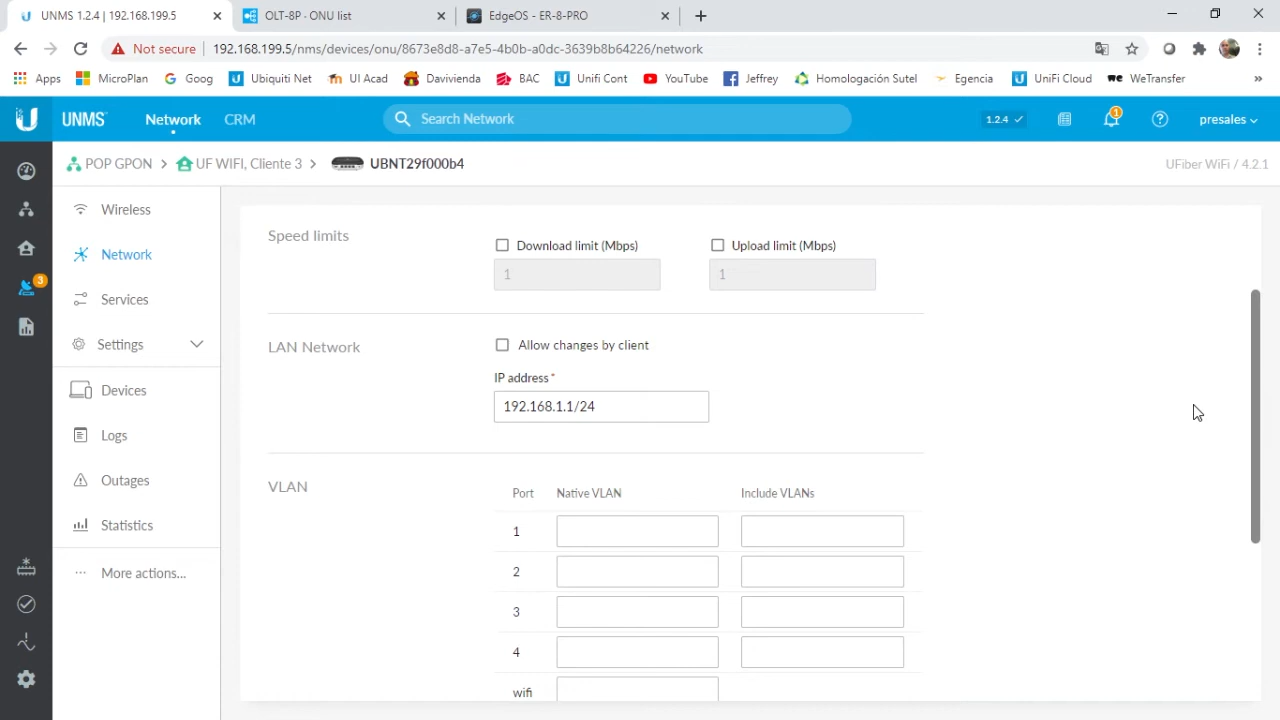 UNMS 1.2.4 | 192.168.199.5
OLT-8P - ONU list
EdgeOS - ER-8-PRO
Not secure
192.168.199.5/nms/devices/onu/8673e8d8-a7e5-4b0b-a0dc-3639b8b64226/network
Apps
MicroPlan
Goog
Ubiquiti Net
UI Acad
Davivienda
BAC
Unifi Cont
YouTube
Jeffrey
Homologación Sutel
Egencia
UniFi Cloud
WeTransfer
»
UNMS
Network
CRM
Search Network
1.2.4
1
presales
POP GPON
UF WIFI, Cliente 3
UBNT29f000b4
UFiber WiFi / 4.2.1
3
Wireless
Network
Services
Settings
Devices
Logs
Outages
Statistics
More actions...
Speed limits
Download limit (Mbps)
Upload limit (Mbps)
1
1
LAN Network
Allow changes by client
IP address *
192.168.1.1/24
VLAN
Port
Native VLAN
Include VLANs
1
2
3
4
wifi